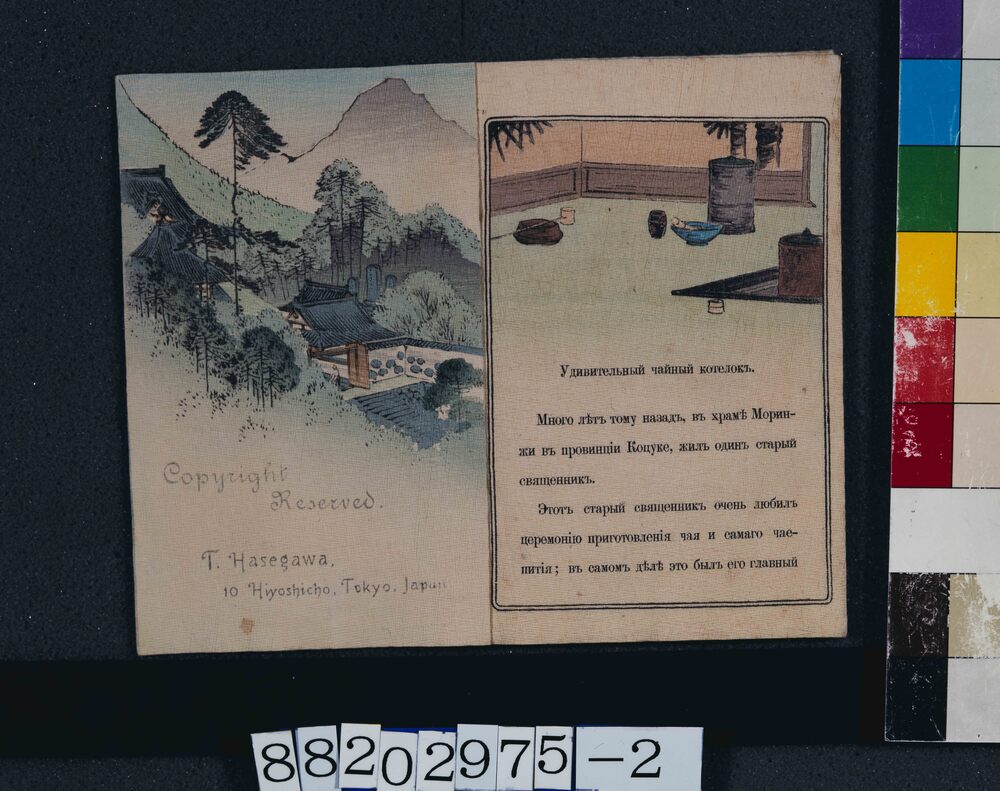 Copyright
Reserved.
T. Hasegawa,
10 Hiyoshicho, Tokyo. Japan
Удивительный чайный котелокъ.
Много лѣтъ тому назадъ, въ храмѣ Морин-
жи въ провинціи Коцуке, жилъ одинъ старый
священникъ.
Этотъ старый священникъ очень любилъ
церемонію приготовленія чая и самаго чае-
питія; въ самомъ дѣлѣ это былъ его главный
88202975-2